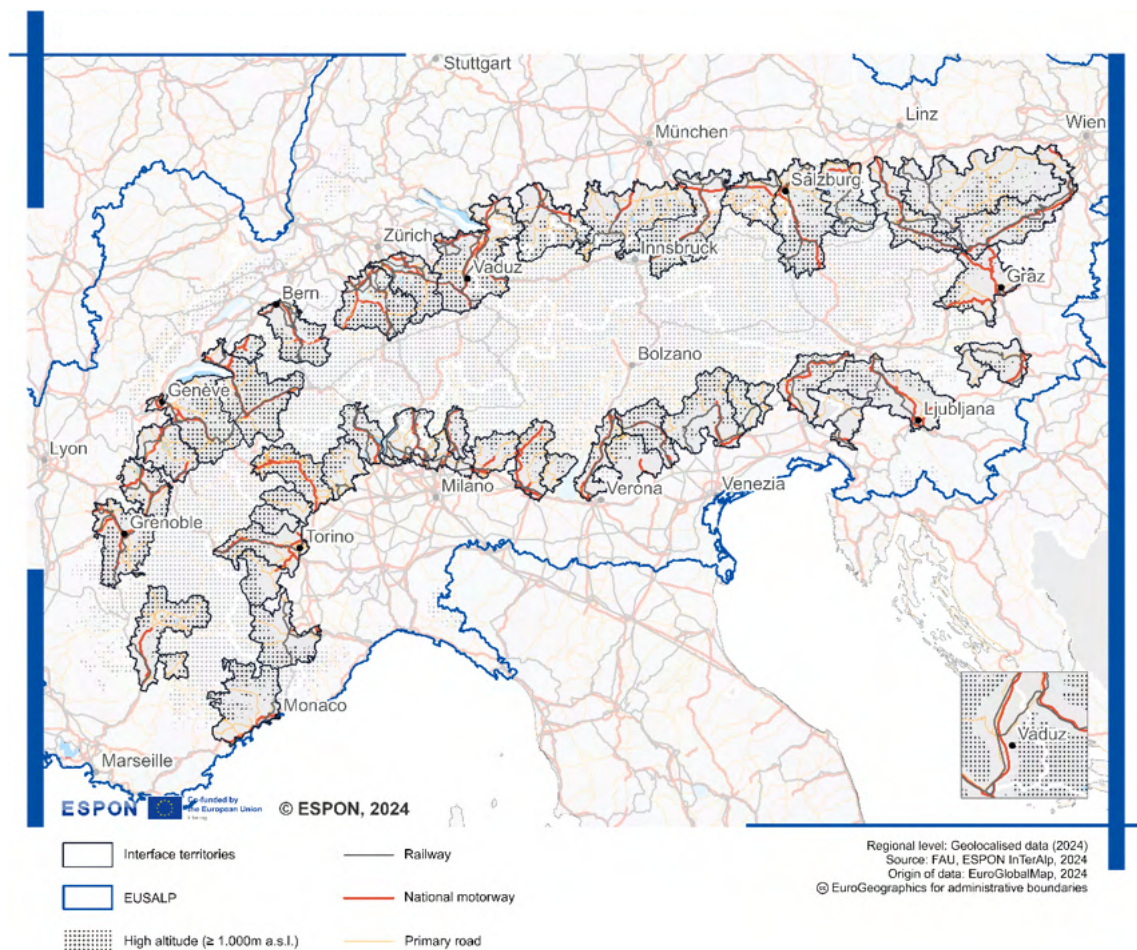 Stuttgart
Linz
München
Wien
Salzburg
Zürich
Innsbruck
Vaduz
Graz
Bern
Bolzano
Genève
Ljubljana
Lyon
Milano
Verona
Venezia
Grenoble
Torino
Monaco
Vaduz
Marseille
ESPON
Co-funded by
the European Union
© ESPON, 2024
Interface territories
Railway
EUSALP
National motorway
High altitude (≥ 1.000m a.s.l.)
Primary road
Regional level: Geolocalised data (2024)
Source: FAU, ESPON InTerAlp, 2024
Origin of data: EuroGlobalMap, 2024
EuroGeographics for administrative boundaries